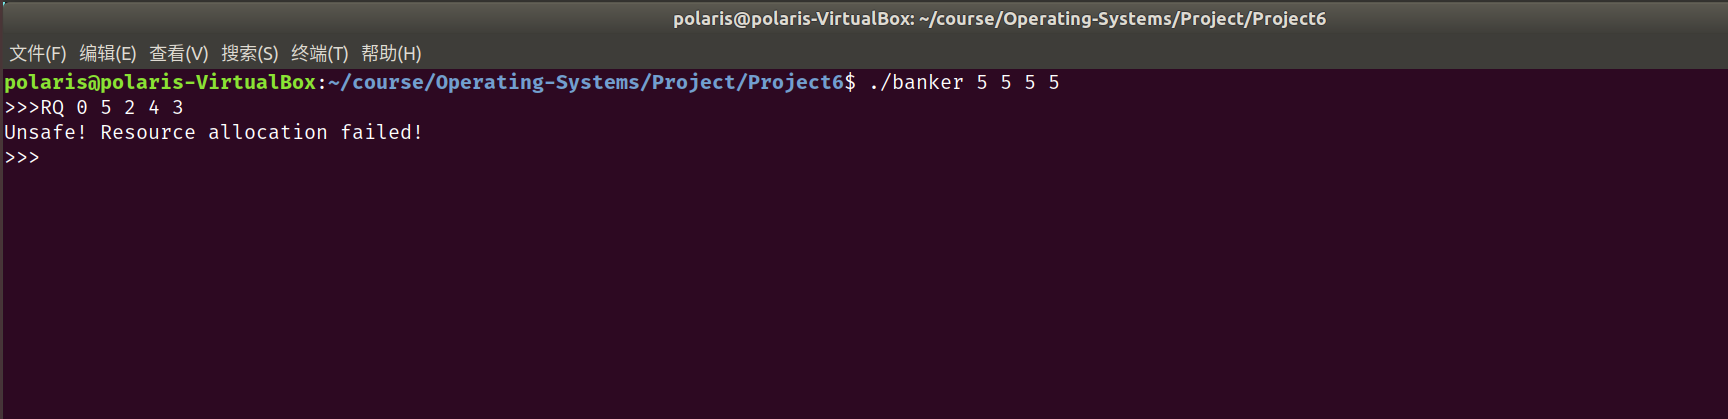 polaris@polaris-VirtualBox: ~/course/Operating-Systems/Project/Project6
文件(F) 编辑(E) 查看(V) 搜索(S) 终端(T) 帮助(H)
polaris@polaris-VirtualBox:~/course/Operating-Systems/Project/Project6$ ./banker 5 5 5 5
>>>RQ 0 5 2 4 3
Unsafe! Resource allocation failed!
>>>